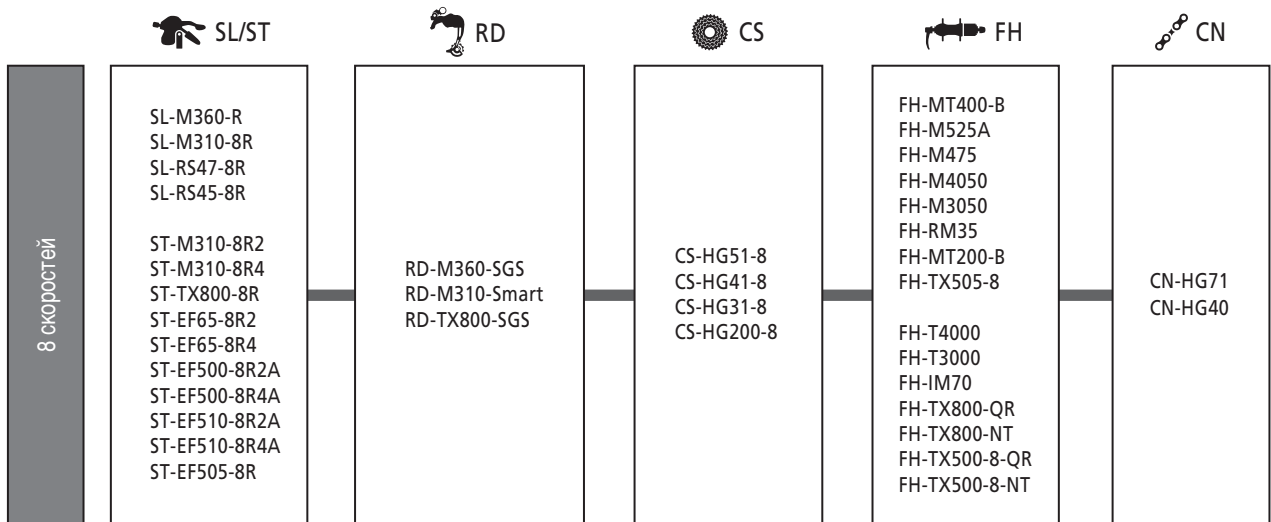 SL/ST
RD
CS
FH
CN
8 скоростей
SL-M360-R
SL-M310-8R
SL-RS47-8R
SL-RS45-8R
ST-M310-8R2
ST-M310-8R4
ST-TX800-8R
ST-EF65-8R2
ST-EF65-8R4
ST-EF500-8R2A
ST-EF500-8R4A
ST-EF510-8R2A
ST-EF510-8R4A
ST-EF505-8R
RD-M360-SGS
RD-M310-Smart
RD-TX800-SGS
CS-HG51-8
CS-HG41-8
CS-HG31-8
CS-HG200-8
FH-MT400-B
FH-M525A
FH-M475
FH-M4050
FH-M3050
FH-RM35
FH-MT200-B
FH-TX505-8
FH-T4000
FH-T3000
FH-IM70
FH-TX800-QR
FH-TX800-NT
FH-TX500-8-QR
FH-TX500-8-NT
CN-HG71
CN-HG40